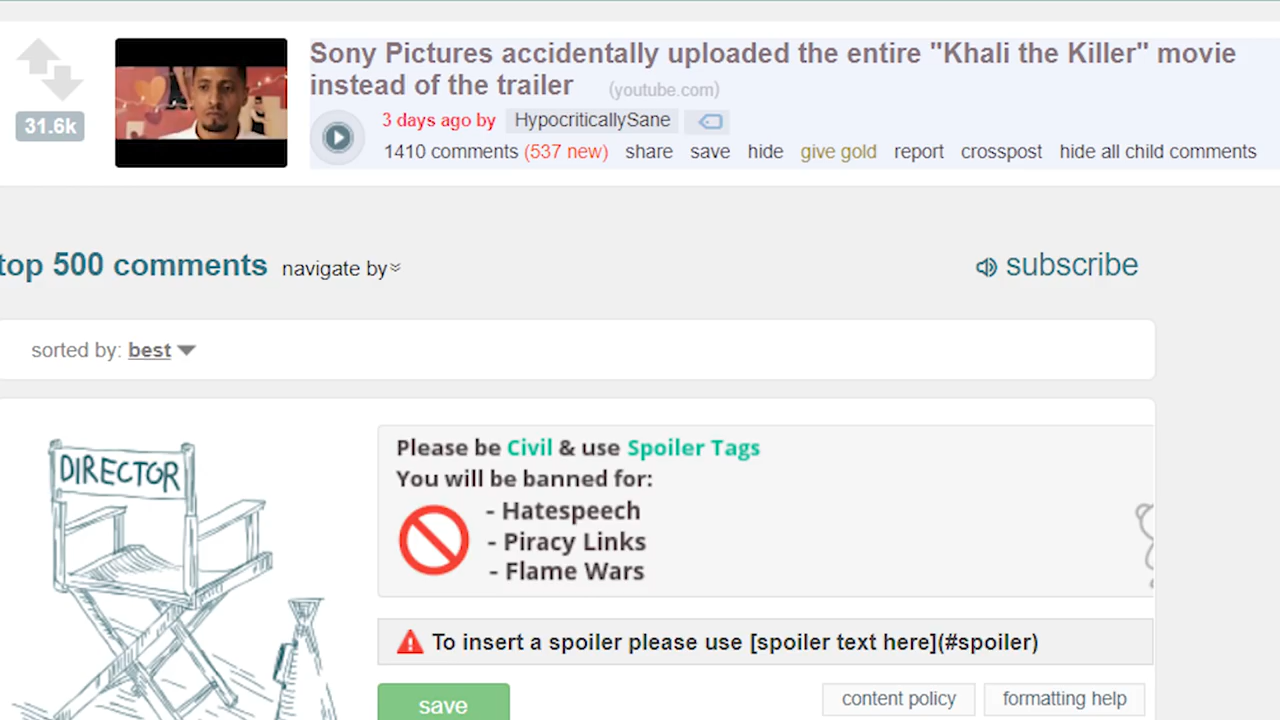 Sony Pictures accidentally uploaded the entire "Khali the Killer" movie
instead of the trailer (youtube.com)
31.6k
3 days ago by HypocriticallySane
1410 comments (537 new) share save hide give gold report crosspost hide all child comments
top 500 comments navigate by
subscribe
sorted by: best
DIRECTOR
Please be Civil & use Spoiler Tags
You will be banned for:
- Hatespeech
- Piracy Links
- Flame Wars
To insert a spoiler please use [spoiler text here](#spoiler)
save
content policy formatting help